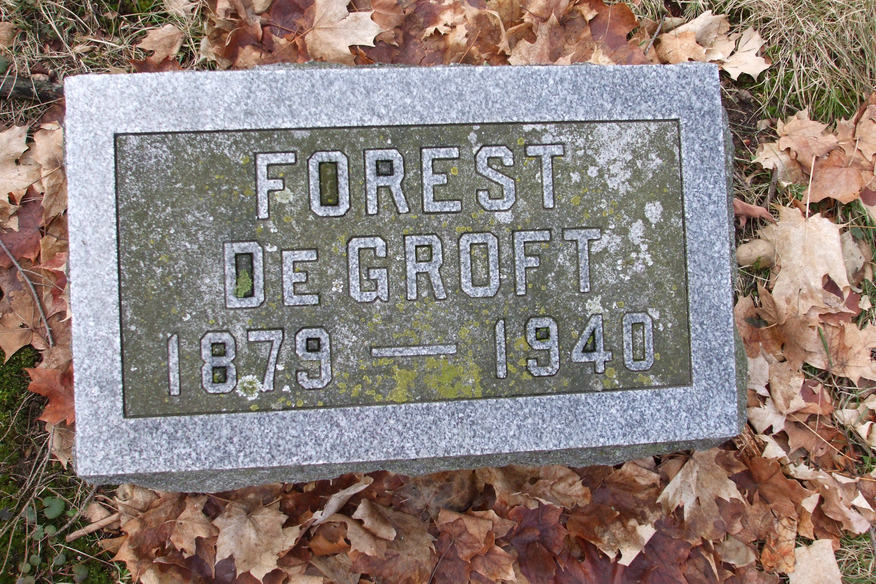 FOREST
DEGROFT
1879 — 1940